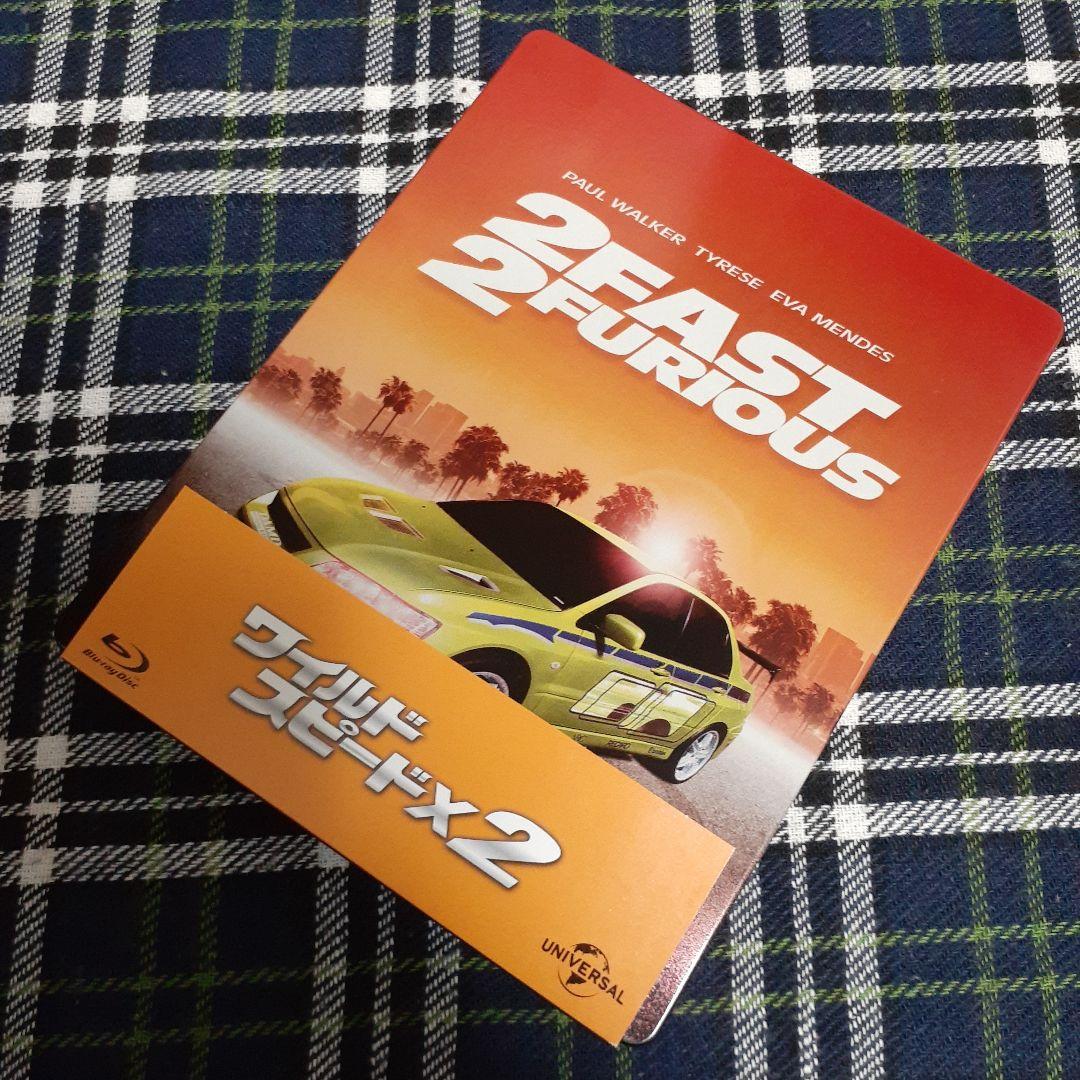 PAUL WALKER TYRESE EVA MENDES
2FAST
2FURIOUS
ワイルド
スピードX2
Blu-ray Disc
UNIVERSAL